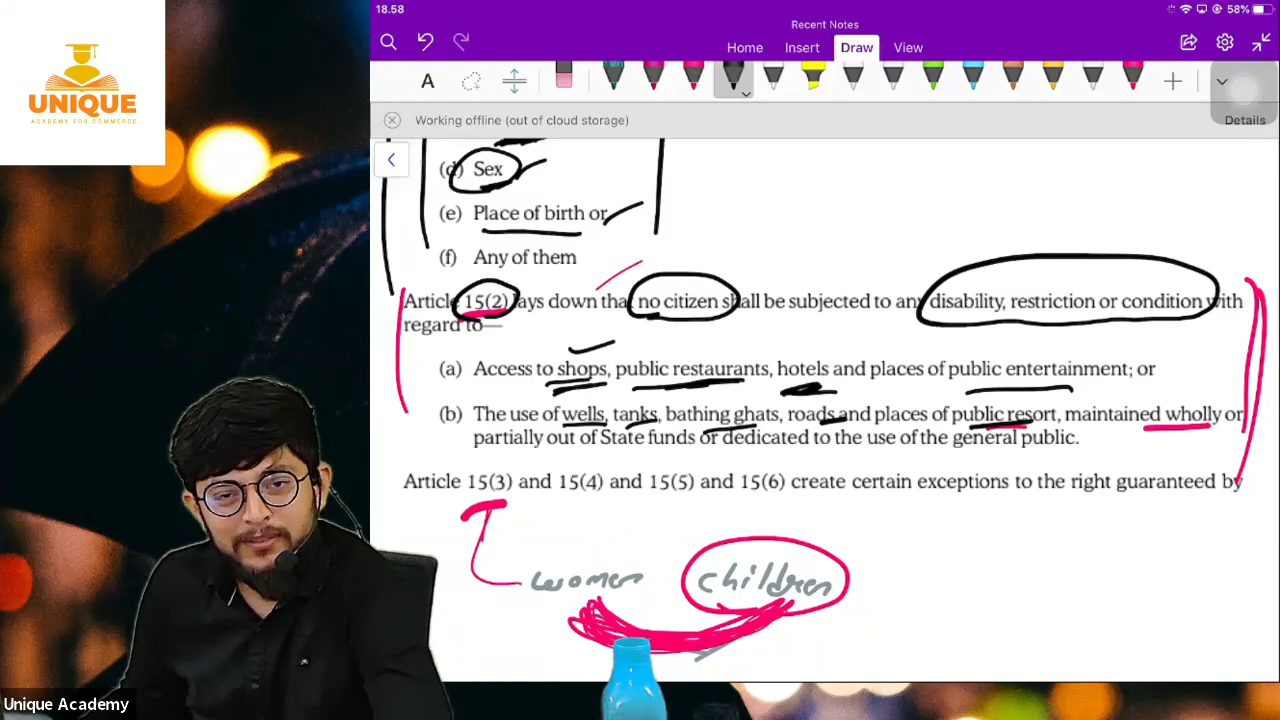 18.58
58%
Recent Notes
Home Insert Draw View
A
Working offline (out of cloud storage)
Details
UNIQUE
ACADEMY FOR COMMERCE
(d) Sex
(e) Place of birth or
(f) Any of them
Article 15(2) lays down that no citizen shall be subjected to any disability, restriction or condition with
regard to—
(a) Access to shops, public restaurants, hotels and places of public entertainment; or
(b) The use of wells, tanks, bathing ghats, roads and places of public resort, maintained wholly or
partially out of State funds or dedicated to the use of the general public.
Article 15(3) and 15(4) and 15(5) and 15(6) create certain exceptions to the right guaranteed by
women children
Unique Academy